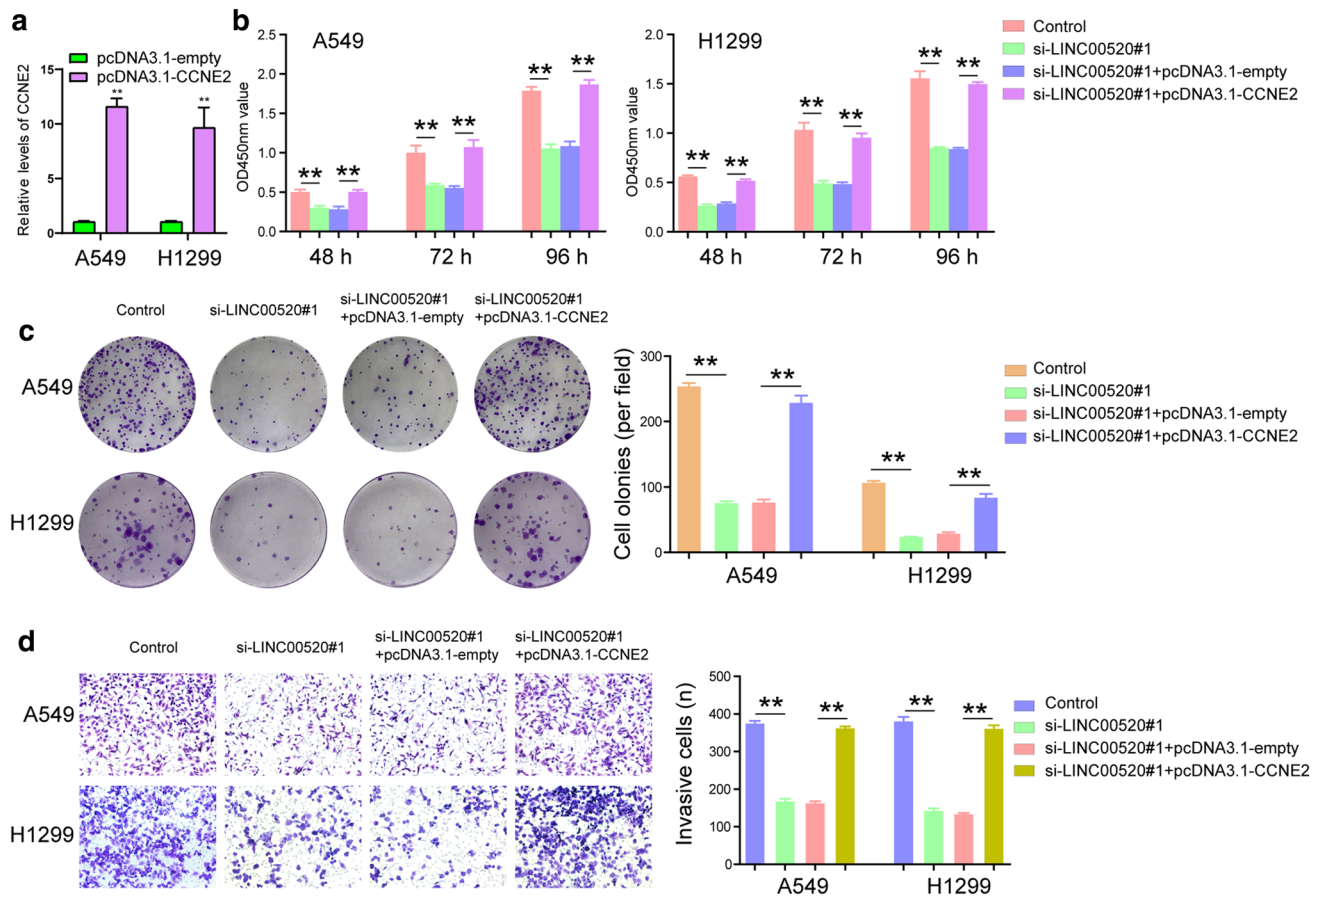 a
pcDNA3.1-empty
pcDNA3.1-CCNE2
Relative levels of CCNE2
15
10
5
0
**
**
A549
H1299
b
A549
OD450nm value
2.5
2.0
1.5
1.0
0.5
0.0
** **
** **
** **
48 h
72 h
96 h
H1299
OD450nm value
2.0
1.5
1.0
0.5
0.0
** **
** **
** **
48 h
72 h
96 h
Control
si-LINC00520#1
si-LINC00520#1+pcDNA3.1-empty
si-LINC00520#1+pcDNA3.1-CCNE2
c
Control
si-LINC00520#1
si-LINC00520#1
+pcDNA3.1-empty
si-LINC00520#1
+pcDNA3.1-CCNE2
A549
H1299
Cell olonies (per field)
300
200
100
0
** **
** **
A549
H1299
Control
si-LINC00520#1
si-LINC00520#1+pcDNA3.1-empty
si-LINC00520#1+pcDNA3.1-CCNE2
d
Control
si-LINC00520#1
si-LINC00520#1
+pcDNA3.1-empty
si-LINC00520#1
+pcDNA3.1-CCNE2
A549
H1299
Invasive cells (n)
500
400
300
200
100
0
** **
** **
A549
H1299
Control
si-LINC00520#1
si-LINC00520#1+pcDNA3.1-empty
si-LINC00520#1+pcDNA3.1-CCNE2